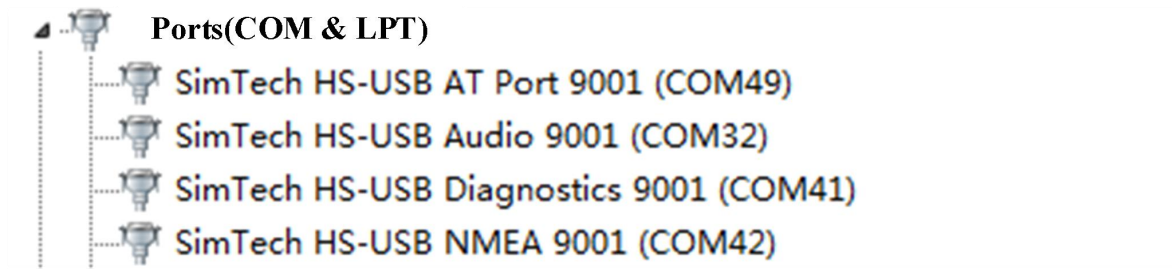 Ports(COM & LPT)
SimTech HS-USB AT Port 9001 (COM49)
SimTech HS-USB Audio 9001 (COM32)
SimTech HS-USB Diagnostics 9001 (COM41)
SimTech HS-USB NMEA 9001 (COM42)